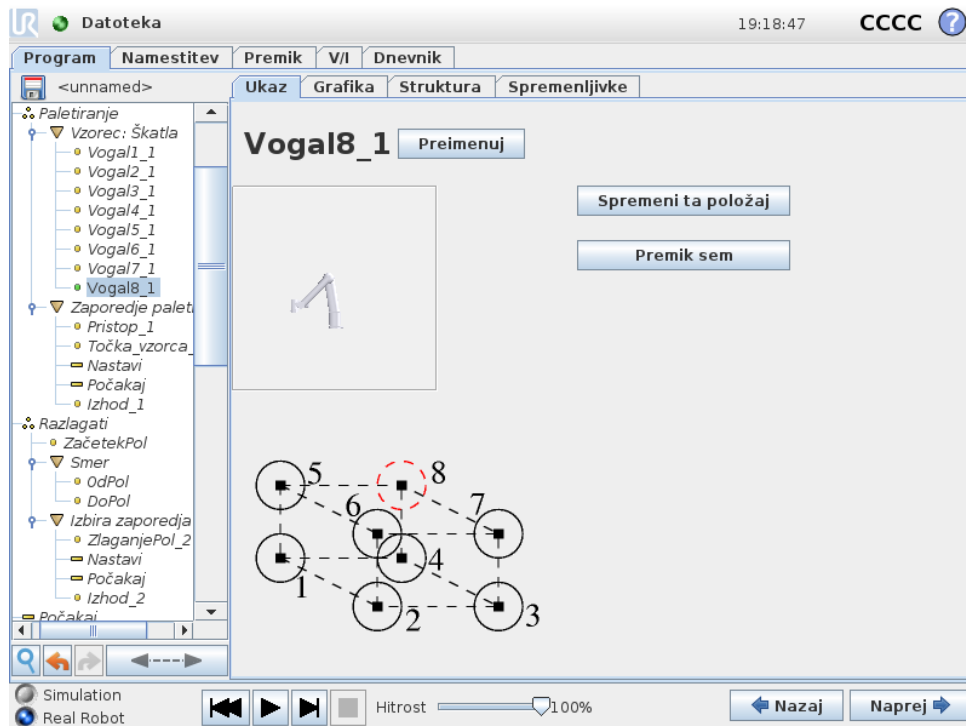 UR Datoteka 19:18:47 CCCC ?
Program Namestitev Premik V/I Dnevnik
<unnamed>
Ukaz Grafika Struktura Spremenljivke
Paletiranje
Vzorec: Škatla
Vogal1_1
Vogal2_1
Vogal3_1
Vogal4_1
Vogal5_1
Vogal6_1
Vogal7_1
Vogal8_1
Zaporedje paleti
Pristop_1
Točka_vzorca_
Nastavi
Počakaj
Izhod_1
Razlagati
ZačetekPol
Smer
OdPol
DoPol
Izbira zaporedja
ZlaganjePol_2
Nastavi
Počakaj
Izhod_2
Počakaj
Vogal8_1 Preimenuj
Spremeni ta položaj
Premik sem
5 8
6 7
4
1
2 3
Simulation
Real Robot
Hitrost 100%
Nazaj Naprej